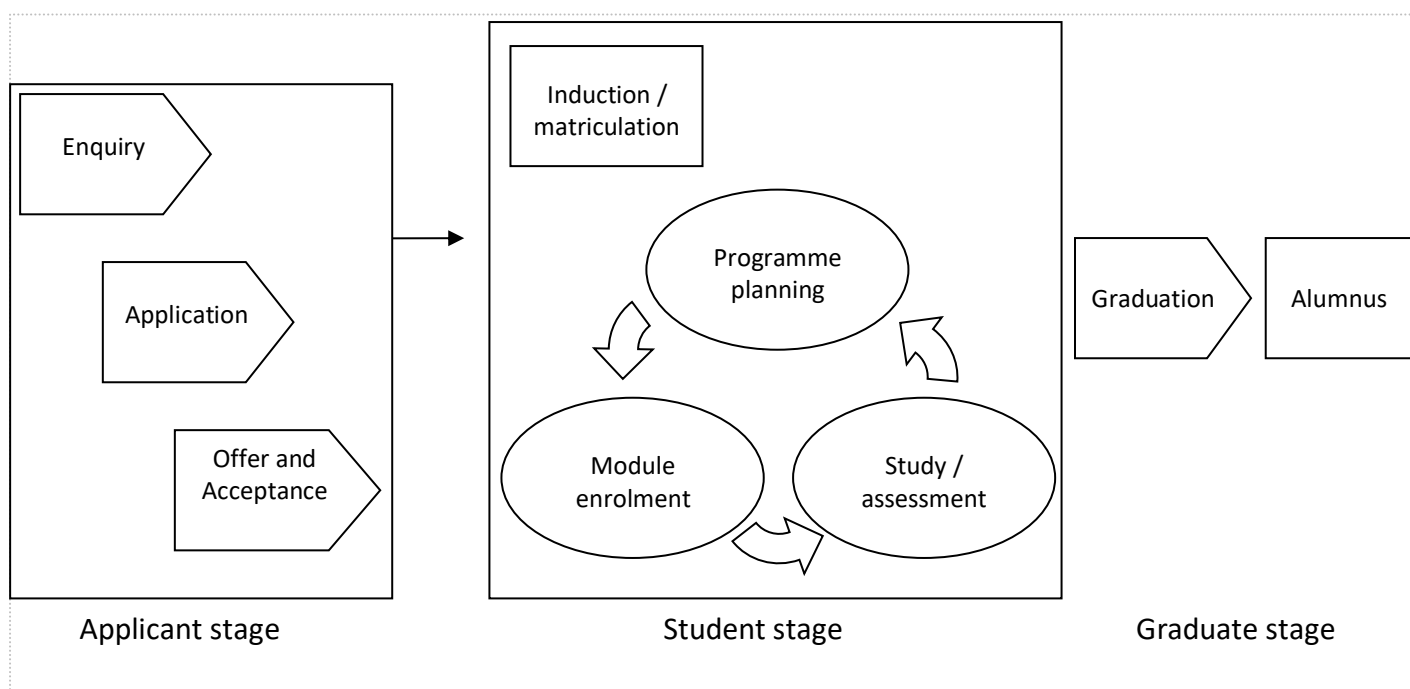 Enquiry
Application
Offer and
Acceptance
Applicant stage
Induction /
matriculation
Programme
planning
Module
enrolment
Study /
assessment
Student stage
Graduation
Alumnus
Graduate stage